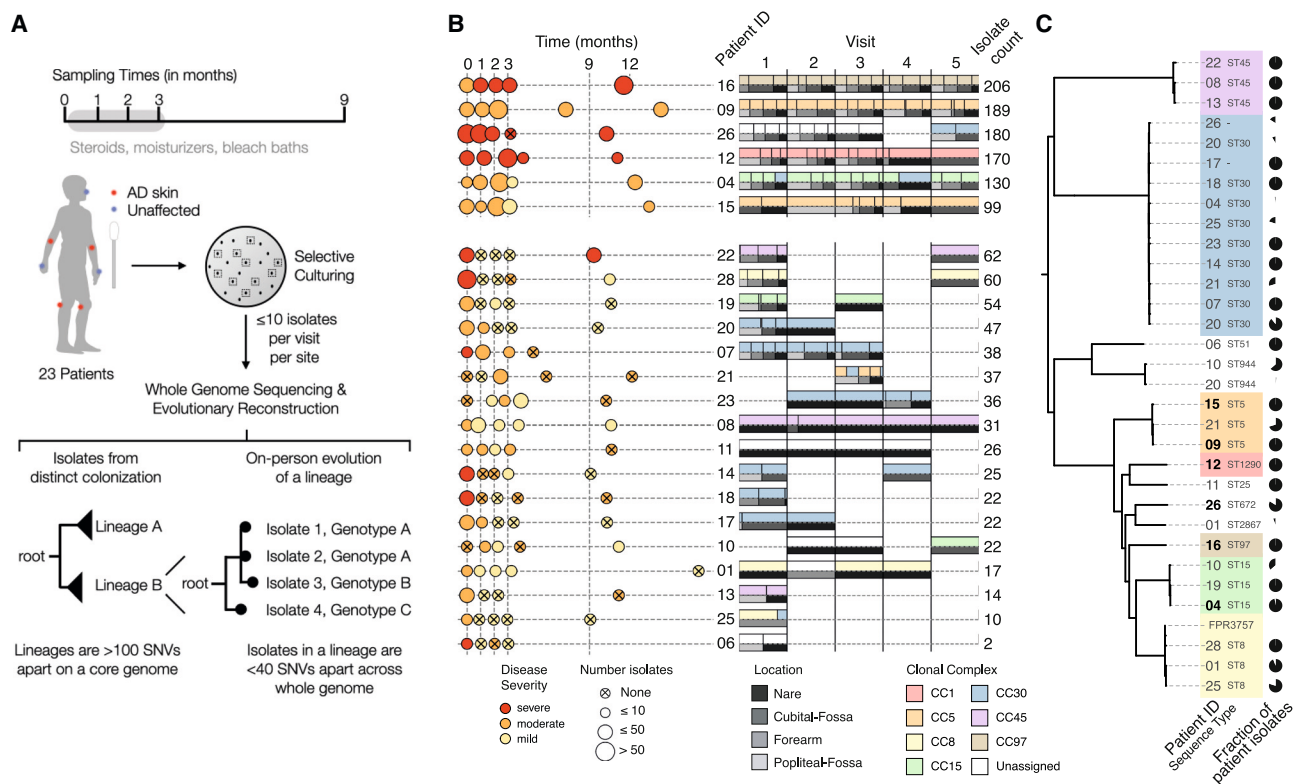 A
Sampling Times (in months)
0 1 2 3 9
Steroids, moisturizers, bleach baths
AD skin
Unaffected
Selective
Culturing
≤10 isolates
per visit
per site
23 Patients
Whole Genome Sequencing &
Evolutionary Reconstruction
Isolates from
distinct colonization
On-person evolution
of a lineage
root
Lineage A
Lineage B
root
Isolate 1, Genotype A
Isolate 2, Genotype A
Isolate 3, Genotype B
Isolate 4, Genotype C
Lineages are >100 SNVs
apart on a core genome
Isolates in a lineage are
<40 SNVs apart across
whole genome
B
Time (months)
Patient ID
Visit
Isolate
count
0 1 2 3 9 12
1 2 3 4 5
16 206
09 189
26 180
12 170
04 130
15 99
22 62
28 60
19 54
20 47
07 38
21 37
23 36
08 31
11 26
14 25
18 22
17 22
10 22
01 17
13 14
25 10
06 2
Disease
Severity
severe
moderate
mild
Number isolates
None
≤ 10
≤ 50
> 50
Location
Nare
Cubital-Fossa
Forearm
Popliteal-Fossa
Clonal Complex
CC1
CC5
CC8
CC15
CC30
CC45
CC97
Unassigned
C
22 ST45
08 ST45
13 ST45
26 -
20 ST30
17 -
18 ST30
04 ST30
25 ST30
23 ST30
14 ST30
21 ST30
07 ST30
20 ST30
06 ST51
10 ST944
20 ST944
15 ST5
21 ST5
09 ST5
12 ST1290
11 ST25
26 ST672
01 ST2867
16 ST97
10 ST15
19 ST15
04 ST15
FPR3757
28 ST8
01 ST8
25 ST8
Patient ID
Sequence Type
Fraction of
patient isolates